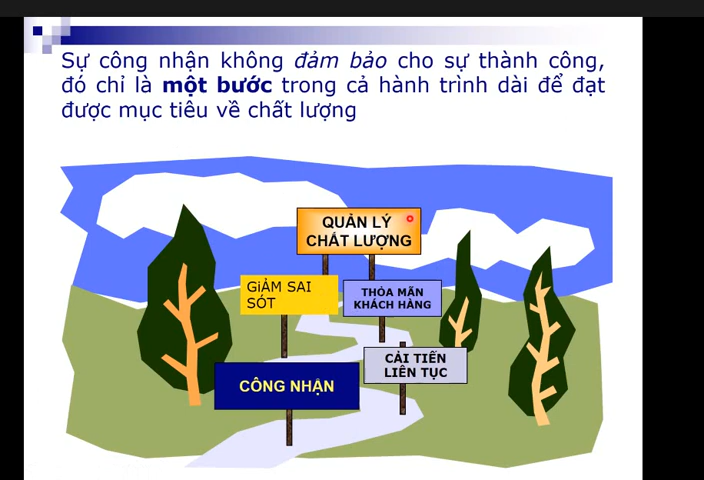 Sự công nhận không đảm bảo cho sự thành công,
đó chỉ là một bước trong cả hành trình dài để đạt
được mục tiêu về chất lượng
QUẢN LÝ
CHẤT LƯỢNG
GiẢM SAI
SÓT
THỎA MÃN
KHÁCH HÀNG
CẢI TIẾN
LIÊN TỤC
CÔNG NHẬN